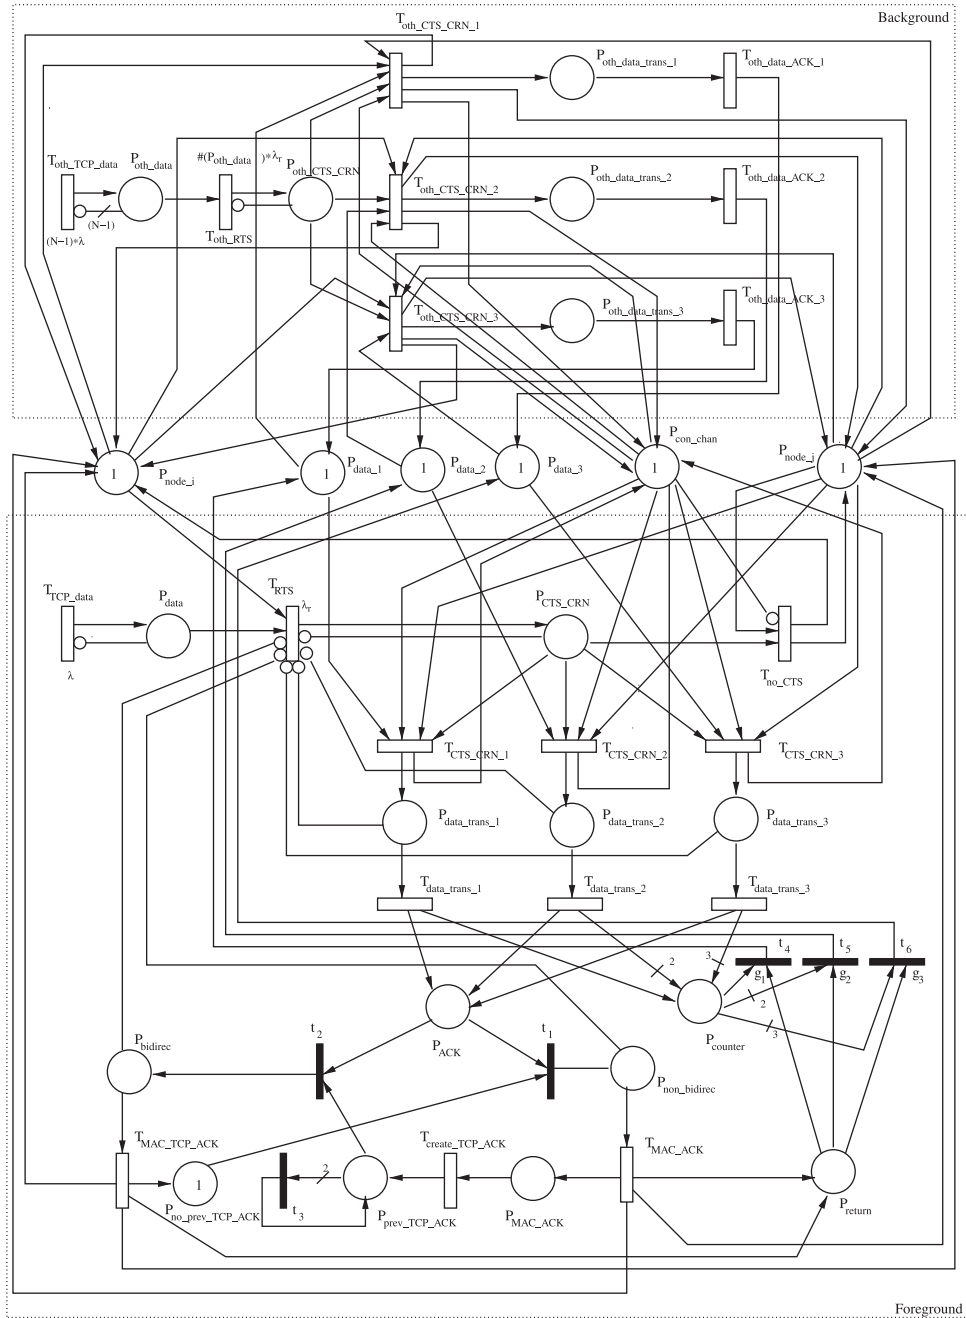 T_oth_CTS_CRN_1
Background
P_oth_data_trans_1
T_oth_data_ACK_1
T_oth_TCP_data
P_oth_data
#(P_oth_data )*λ_r
P_oth_CTS_CRN
(N−1)
(N−1)*λ
T_oth_RTS
T_oth_CTS_CRN_2
P_oth_data_trans_2
T_oth_data_ACK_2
T_oth_CTS_CRN_3
P_oth_data_trans_3
T_oth_data_ACK_3
1
P_node_i
1
P_data_1
1
P_data_2
1
P_data_3
P_con_chan
1
P_node_j
1
T_TCP_data
λ
P_data
T_RTS
λ_r
P_CTS_CRN
T_no_CTS
T_CTS_CRN_1
T_CTS_CRN_2
T_CTS_CRN_3
P_data_trans_1
P_data_trans_2
P_data_trans_3
T_data_trans_1
T_data_trans_2
T_data_trans_3
2
3
t_4
t_5
t_6
g_1
g_2
g_3
2
3
P_counter
P_ACK
t_2
t_1
P_bidirec
P_non_bidirec
T_MAC_TCP_ACK
1
P_no_prev_TCP_ACK
t_3
2
P_prev_TCP_ACK
T_create_TCP_ACK
P_MAC_ACK
T_MAC_ACK
P_return
Foreground